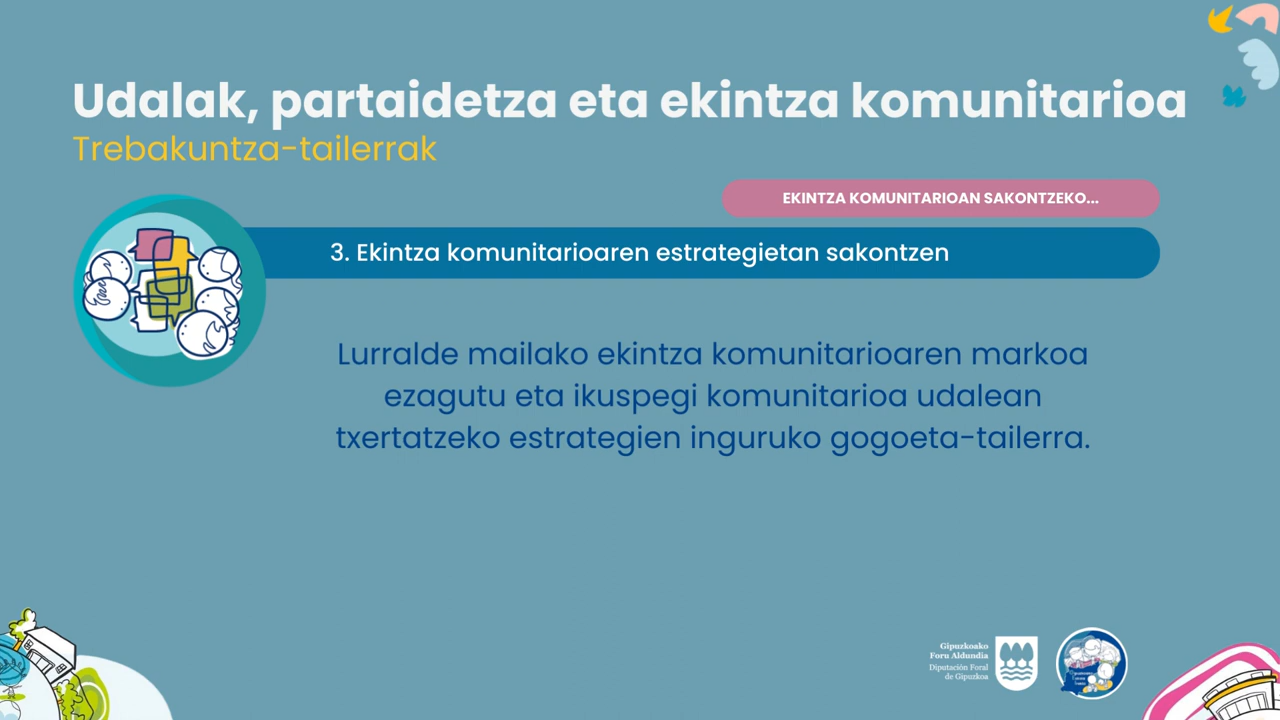 Udalak, partaidetza eta ekintza komunitarioa
Trebakuntza-tailerrak
EKINTZA KOMUNITARIOAN SAKONTZEKO...
3. Ekintza komunitarioaren estrategietan sakontzen
Lurralde mailako ekintza komunitarioaren markoa
ezagutu eta ikuspegi komunitarioa udalean
txertatzeko estrategien inguruko gogoeta-tailerra.
Gipuzkoako
Foru Aldundia
Diputación Foral
de Gipuzkoa